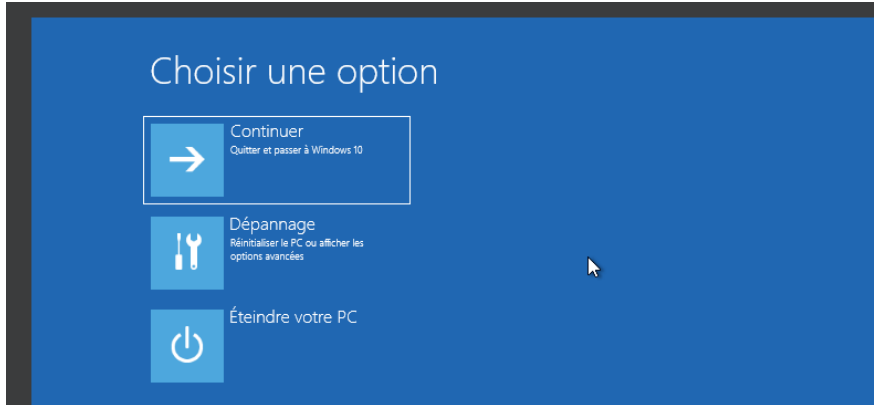 Choisir une option
Continuer
Quitter et passer à Windows 10
Dépannage
Réinitialiser le PC ou afficher les
options avancées
Éteindre votre PC